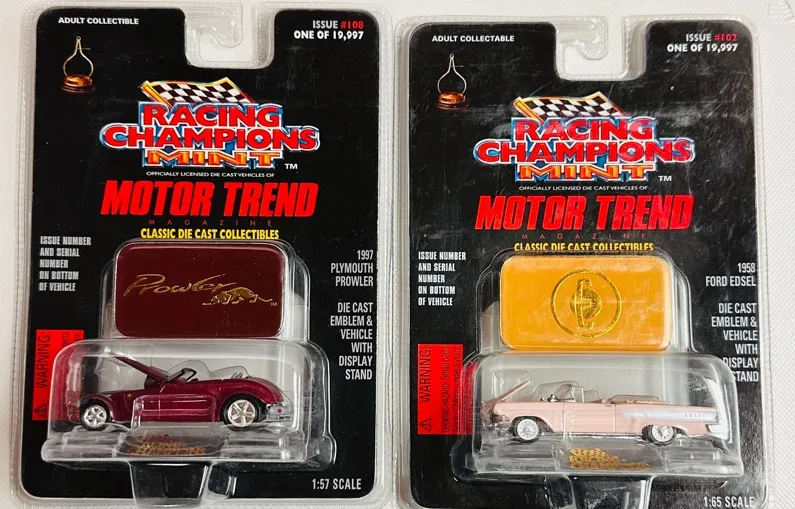 ADULT COLLECTIBLE
ISSUE #108
ONE OF 19,997
RACING
CHAMPIONS
MINT
TM
OFFICIALLY LICENSED DIE CAST VEHICLES OF
MOTOR TREND
MAGAZINE
CLASSIC DIE CAST COLLECTIBLES
ISSUE NUMBER
AND SERIAL
NUMBER
ON BOTTOM
OF VEHICLE
1997
PLYMOUTH
PROWLER
DIE CAST
EMBLEM &
VEHICLE
WITH
DISPLAY
STAND
Prowler
WARNING:
RACING
CHAMPIONS
1:57 SCALE
ADULT COLLECTABLE
ISSUE #102
ONE OF 19,997
RACING
CHAMPIONS
MINT
TM
OFFICIALLY LICENSED DIE CAST VEHICLES OF
MOTOR TREND
MAGAZINE
CLASSIC DIE CAST COLLECTIBLES
ISSUE NUMBER
AND SERIAL
NUMBER
ON BOTTOM
OF VEHICLE
1958
FORD EDSEL
DIE CAST
EMBLEM &
VEHICLE
WITH
DISPLAY
STAND
WARNING:
RACING
CHAMPIONS
1:65 SCALE